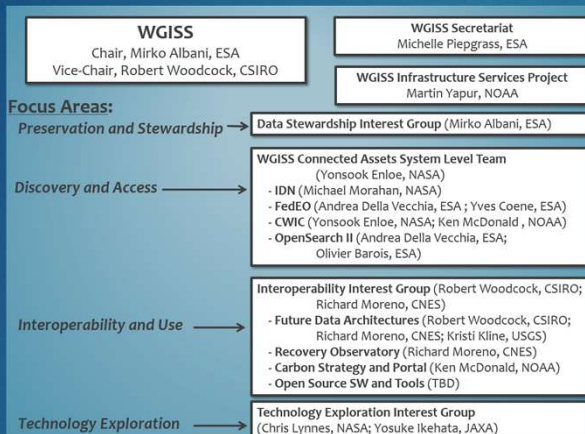 WGISS
Chair, Mirko Albani, ESA
Vice-Chair, Robert Woodcock, CSIRO
WGISS Secretariat
Michelle Piepgrass, ESA
WGISS Infrastructure Services Project
Martin Yapur, NOAA
Focus Areas:
Preservation and Stewardship
Data Stewardship Interest Group (Mirko Albani, ESA)
Discovery and Access
WGISS Connected Assets System Level Team
(Yonsook Enloe, NASA)
- IDN (Michael Morahan, NASA)
- FedEO (Andrea Della Vecchia, ESA ; Yves Coene, ESA)
- CWIC (Yonsook Enloe, NASA; Ken McDonald , NOAA)
- OpenSearch II (Andrea Della Vecchia, ESA;
Olivier Barois, ESA)
Interoperability and Use
Interoperability Interest Group (Robert Woodcock, CSIRO;
Richard Moreno, CNES)
- Future Data Architectures (Robert Woodcock, CSIRO;
Richard Moreno, CNES; Kristi Kline, USGS)
- Recovery Observatory (Richard Moreno, CNES)
- Carbon Strategy and Portal (Ken McDonald, NOAA)
- Open Source SW and Tools (TBD)
Technology Exploration
Technology Exploration Interest Group
(Chris Lynnes, NASA; Yosuke Ikehata, JAXA)